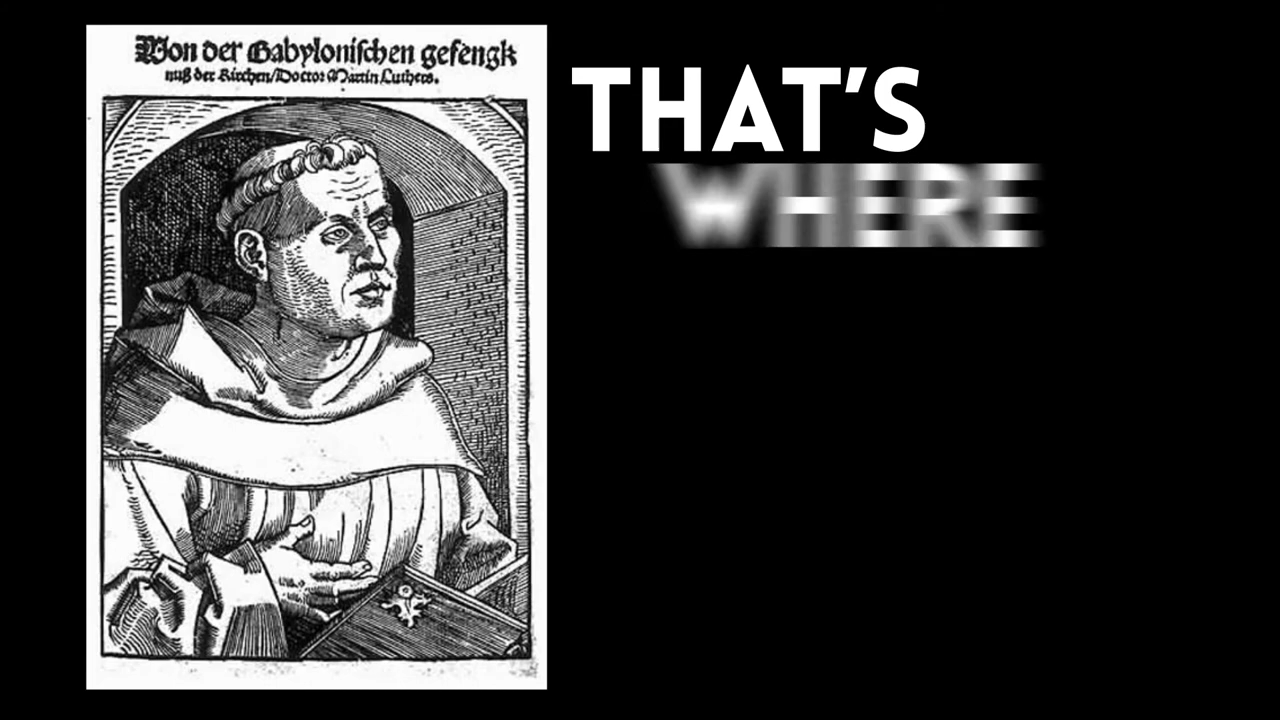 Von der Babylonischen gefengk
nuß der Kirchen/Doctor Martin Luthers.
THAT'S
WHERE